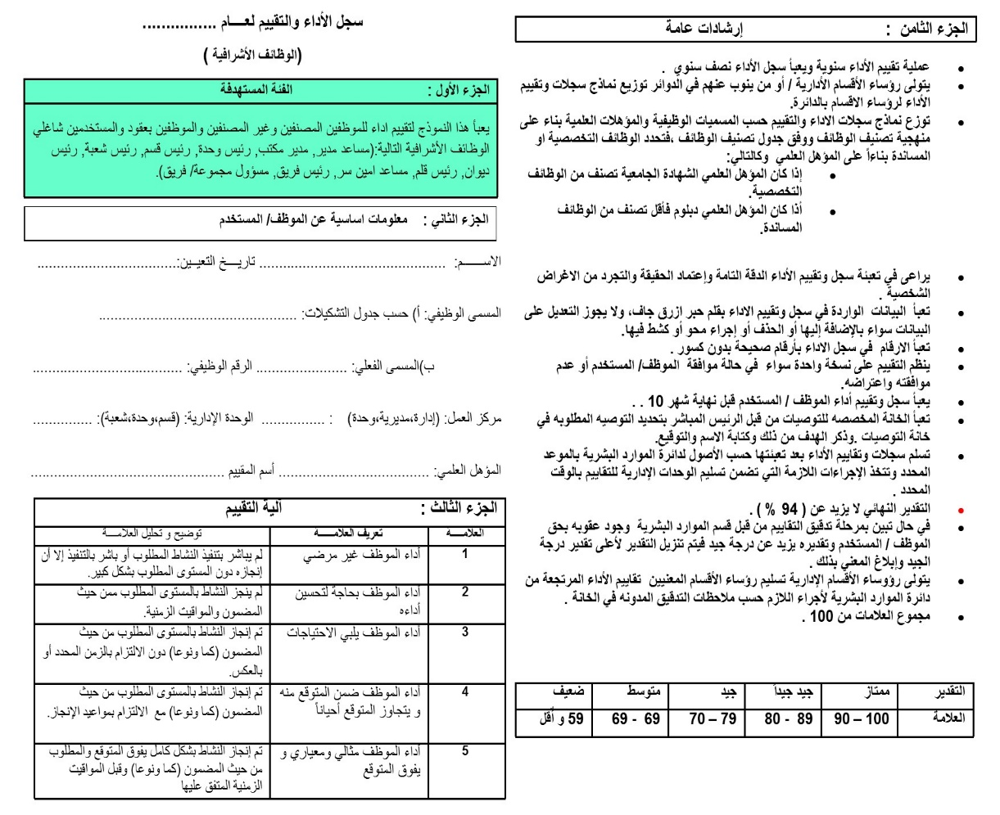 الجزء الثامن : إرشادات عامة
عملية تقييم الأداء سنوية ويعبأ سجل الأداء نصف سنوي .
يتولى رؤساء الأقسام الأدارية / أو من ينوب عنهم في الدوائر توزيع نماذج سجلات وتقييم
الأداء لرؤساء الاقسام بالدائرة.
توزع نماذج سجلات الاداء والتقييم حسب المسميات الوظيفية والمؤهلات العلمية بناء على
منهجية تصنيف الوظائف ووفق جدول تصنيف الوظائف ،فتحدد الوظائف التخصصية او
المساندة بناءاً على المؤهل العلمي وكالتالي:
إذا كان المؤهل العلمي الشهادة الجامعية تصنف من الوظائف
التخصصية.
أذا كان المؤهل العلمي دبلوم فأقل تصنف من الوظائف
المساندة.
يراعى في تعبئة سجل وتقييم الأداء الدقة التامة وإعتماد الحقيقة والتجرد من الاغراض
الشخصية .
تعبأ البيانات الواردة في سجل وتقييم الاداء بقلم حبر ازرق جاف، ولا يجوز التعديل على
البيانات سواء بالإضافة إليها أو الحذف أو إجراء محو أو كشط فيها.
تعبأ الارقام في سجل الاداء بأرقام صحيحة بدون كسور .
ينظم التقييم على نسخة واحدة سواء في حالة موافقة الموظف/ المستخدم أو عدم
موافقته واعتراضه.
يعبأ سجل وتقييم أداء الموظف / المستخدم قبل نهاية شهر 10 . .
تعبأ الخانة المخصصه للتوصيات من قبل الرئيس المباشر بتحديد التوصيه المطلوبه في
خانة التوصيات .وذكر الهدف من ذلك وكتابة الاسم والتوقيع.
تسلم سجلات وتقاييم الأداء بعد تعبئتها حسب الأصول لدائرة الموارد البشرية بالموعد
المحدد وتتخذ الإجراءات اللازمة التي تضمن تسليم الوحدات الإدارية للتقاييم بالوقت
المحدد .
التقدير النهائي لا يزيد عن ( 94 % ) .
في حال تبين بمرحلة تدقيق التقاييم من قبل قسم الموارد البشرية وجود عقوبه بحق
الموظف / المستخدم وتقديره يزيد عن درجة جيد فيتم تنزيل التقدير لأعلى تقدير درجة
الجيد وإبلاغ المعني بذلك .
يتولى رؤوساء الأقسام الإدارية تسليم رؤساء الأقسام المعنيين تقاييم الأداء المرتجعة من
دائرة الموارد البشرية لأجراء اللازم حسب ملاحظات التدقيق المدونه في الخانة .
مجموع العلامات من 100 .
التقدير ممتاز جيد جيداً جيد متوسط ضعيف
العلامة 100 – 90 89 - 80 79 – 70 69 - 69 59 و أقل
سجل الأداء والتقييم لعـــام ................
(الوظائف الأشرافية )
الجزء الأول : الفئة المستهدفة
يعبأ هذا النموذج لتقييم اداء للموظفين المصنفين وغير المصنفين والموظفين بعقود والمستخدمين شاغلي
الوظائف الأشرافية التالية:(مساعد مدير, مدير مكتب, رئيس وحدة, رئيس قسم, رئيس شعبة, رئيس
ديوان, رئيس قلم, مساعد امين سر, رئيس فريق, مسؤول مجموعة/ فريق).
الجزء الثاني : معلومات اساسية عن الموظف/ المستخدم
الاســـــم: ............................................... تاريـــخ التعيــين:...................................
المسمى الوظيفي: أ) حسب جدول التشكيلات: ..................................................
ب)المسمى الفعلي: ....................... الرقم الوظيفي: ......................................
مركز العمل: (إدارة،مديرية،وحدة) : ................ الوحدة الإدارية: (قسم،وحدة،شعبة): ...............
المؤهل العلمي: ...................................... أسم المقييم .................................................
الجزء الثالث : آلية التقييم
العلامـــه تعريف العلامـــة توضيح و تحليل العلامـــة
1 أداء الموظف غير مرضي لم يباشر بتنفيذ النشاط المطلوب أو باشر بالتنفيذ إلا أن
إنجازه دون المستوى المطلوب بشكل كبير.
2 أداء الموظف بحاجة لتحسين لم ينجز النشاط بالمستوى المطلوب ممن حيث
أداءه المضمون والمواقيت الزمنية.
3 أداء الموظف يلبي الاحتياجات تم إنجاز النشاط بالمستوى المطلوب من حيث
المضمون (كما ونوعا) دون الالتزام بالزمن المحدد أو
بالعكس.
4 أداء الموظف ضمن المتوقع منه تم إنجاز النشاط بالمستوى المطلوب من حيث
و يتجاوز المتوقع أحياناً المضمون (كما ونوعا) مع الالتزام بمواعيد الإنجاز.
5 أداء الموظف مثالي ومعياري و تم إنجاز النشاط بشكل كامل يفوق المتوقع والمطلوب
يفوق المتوقع من حيث المضمون (كما ونوعا) وقبل المواقيت
الزمنية المتفق عليها